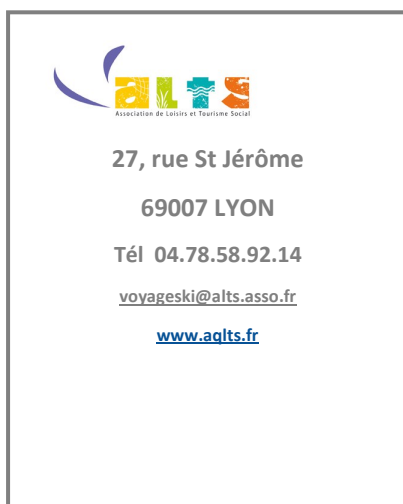 alts
Association de Loisirs et Tourisme Social
27, rue St Jérôme
69007 LYON
Tél 04.78.58.92.14
voyageski@alts.asso.fr
www.aqlts.fr